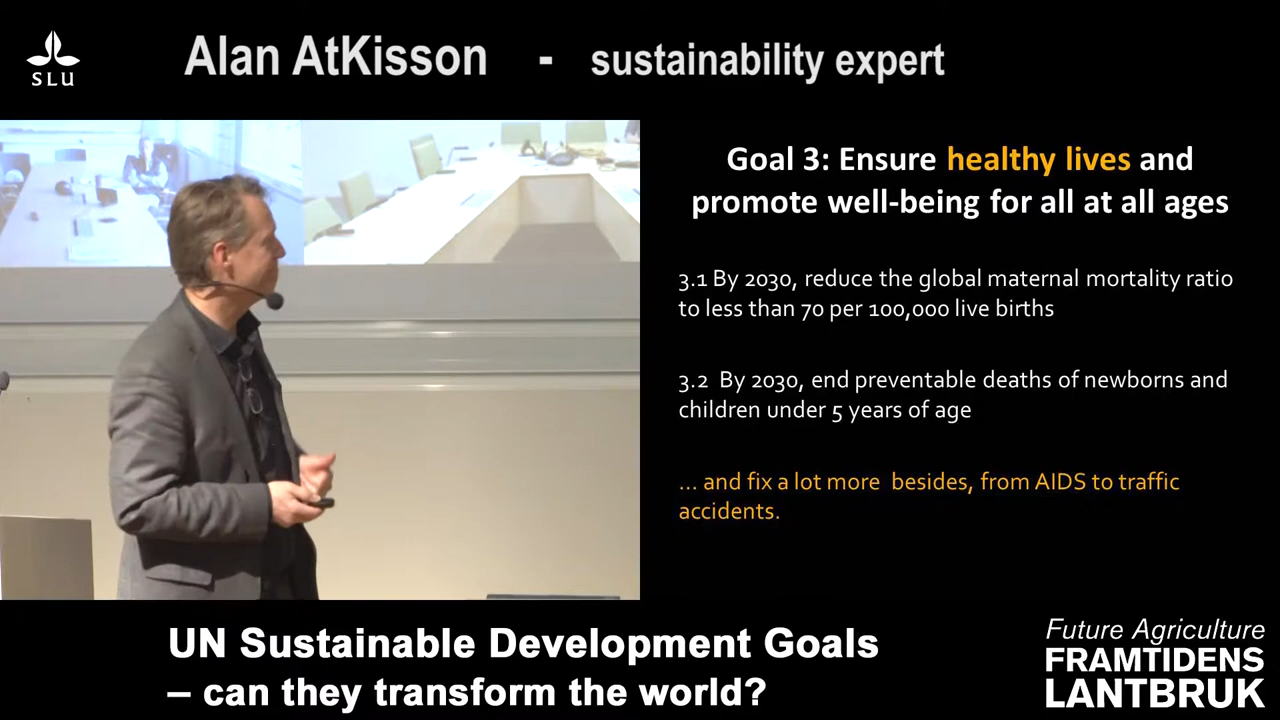 SLU
Alan AtKisson - sustainability expert
Goal 3: Ensure healthy lives and
promote well-being for all at all ages
3.1 By 2030, reduce the global maternal mortality ratio
to less than 70 per 100,000 live births
3.2 By 2030, end preventable deaths of newborns and
children under 5 years of age
... and fix a lot more besides, from AIDS to traffic
accidents.
UN Sustainable Development Goals
– can they transform the world?
Future Agriculture
FRAMTIDENS
LANTBRUK